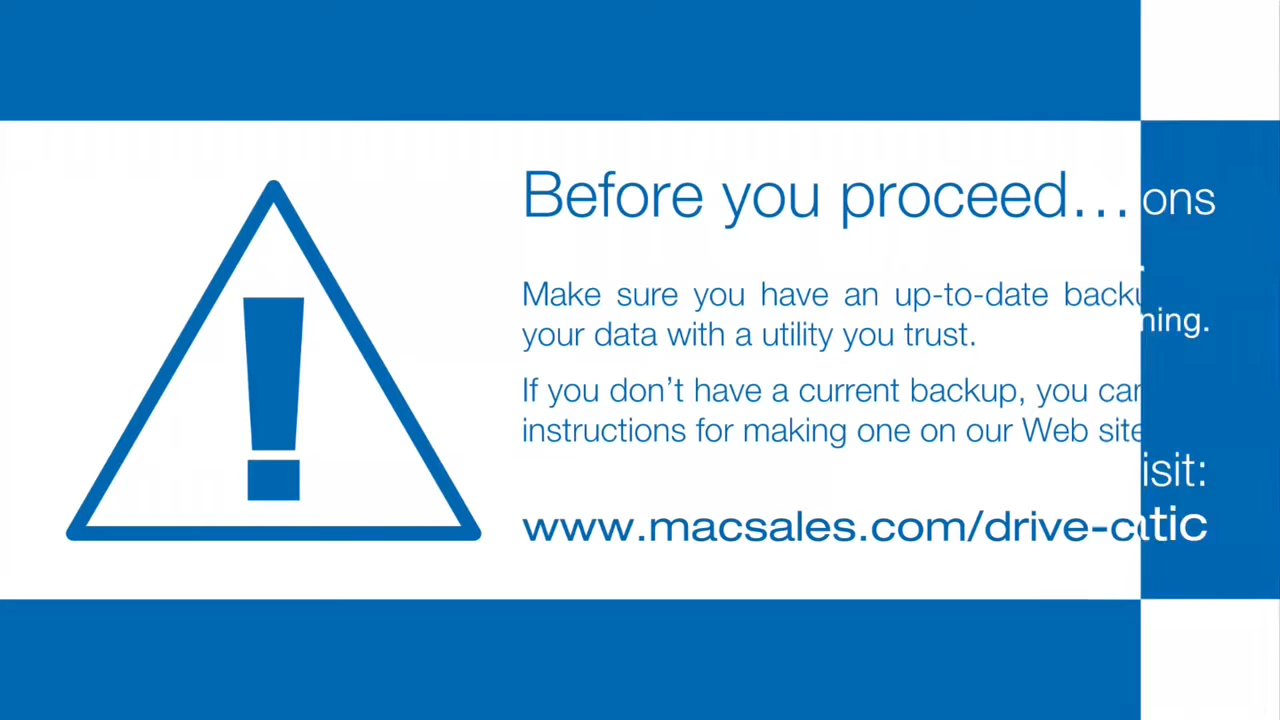 Before you proceed…
ons
Make sure you have an up-to-date
your data with a utility you trust.
ning.
If you don’t have a current backup, you
instructions for making one on our Web site
isit:
www.macsales.com/drive-c
tic